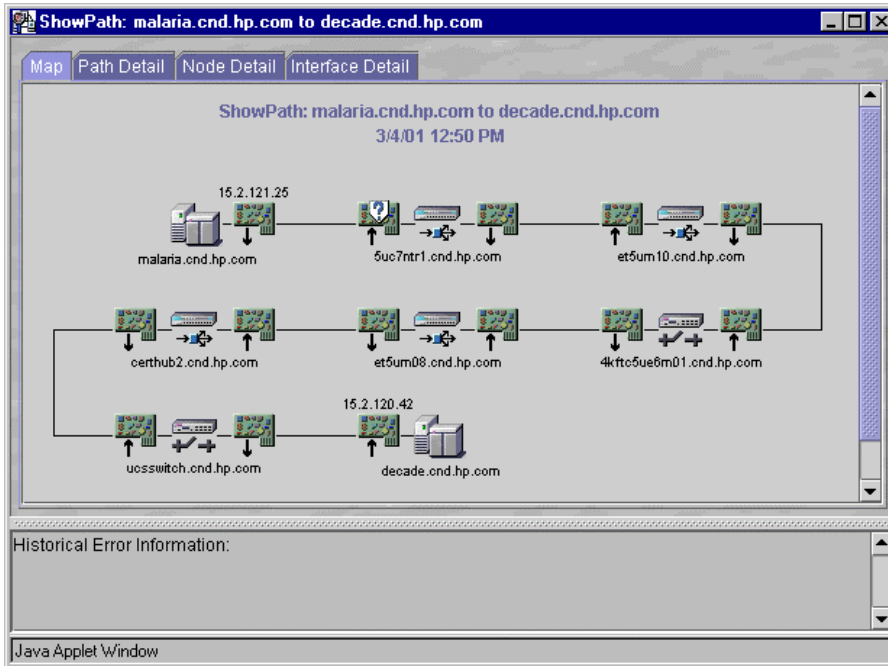 ShowPath: malaria.cnd.hp.com to decade.cnd.hp.com
Map Path Detail Node Detail Interface Detail
ShowPath: malaria.cnd.hp.com to decade.cnd.hp.com
3/4/01 12:50 PM
15.2.121.25
malaria.cnd.hp.com 5uc7ntr1.cnd.hp.com et5um10.cnd.hp.com
certhub2.cnd.hp.com et5um08.cnd.hp.com 4kftc5ue6m01.cnd.hp.com
15.2.120.42
ucsswitch.cnd.hp.com decade.cnd.hp.com
Historical Error Information:
Java Applet Window